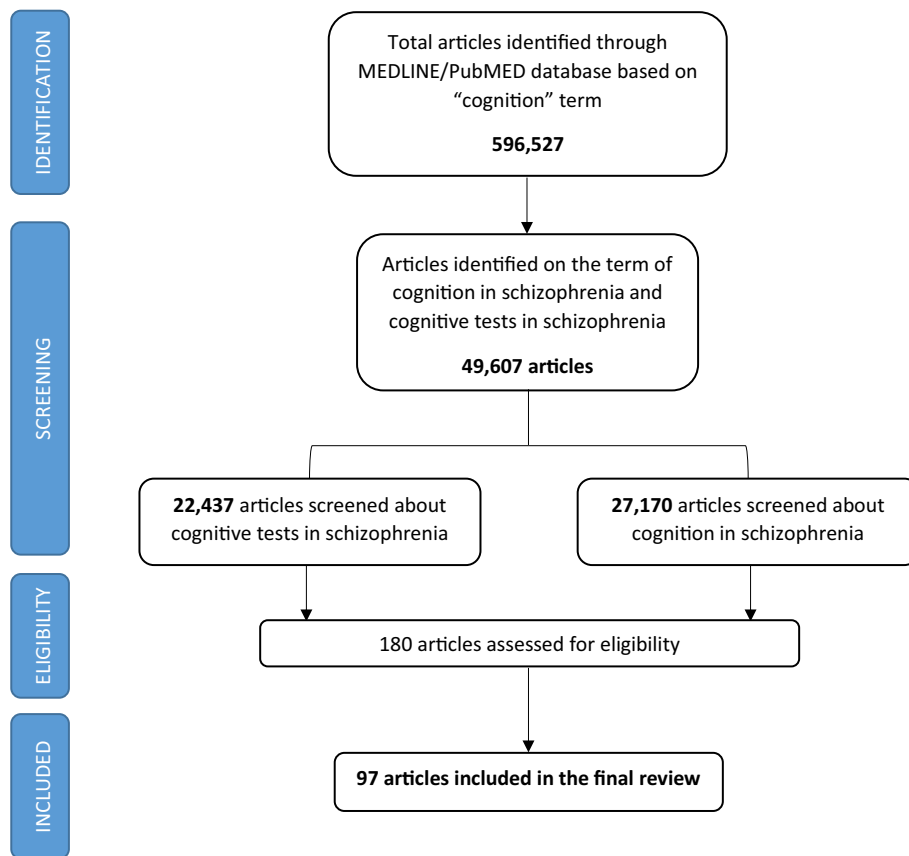 IDENTIFICATION
Total articles identified through
MEDLINE/PubMED database based on
“cognition” term
596,527
SCREENING
Articles identified on the term of
cognition in schizophrenia and
cognitive tests in schizophrenia
49,607 articles
22,437 articles screened about
cognitive tests in schizophrenia
27,170 articles screened about
cognition in schizophrenia
ELIGIBILITY
180 articles assessed for eligibility
INCLUDED
97 articles included in the final review